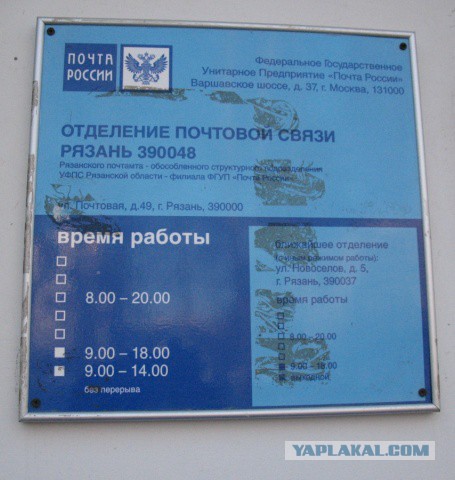 ПОЧТА
РОССИИ
Федеральное Государственное
Унитарное Предприятие «Почта России»
Варшавское шоссе, д. 37, г. Москва, 131000
ОТДЕЛЕНИЕ ПОЧТОВОЙ СВЯЗИ
РЯЗАНЬ 390048
Рязанского почтамта - обособленного структурного подразделения
УФПС Рязанской области - филиала ФГУП «Почта России»
ул. Почтовая, д.49, г. Рязань, 390000
время работы
8.00 – 20.00
9.00 – 18.00
9.00 – 14.00
без перерыва
ближайшее отделение
режимом работы):
ул. Новоселов, д. 5,
г. Рязань, 390037
время работы
8.00 – 20.00
9.00 – 18.00
выходной
YAPLAKAL.COM